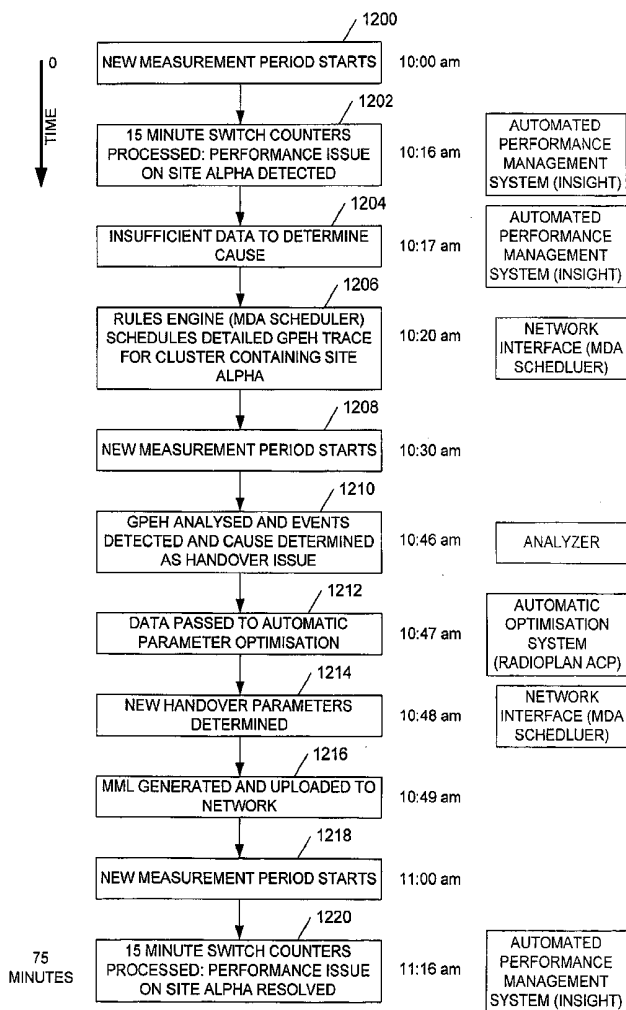 1200
0
TIME
NEW MEASUREMENT PERIOD STARTS
10:00 am
1202
15 MINUTE SWITCH COUNTERS
PROCESSED: PERFORMANCE ISSUE
ON SITE ALPHA DETECTED
10:16 am
AUTOMATED
PERFORMANCE
MANAGEMENT
SYSTEM (INSIGHT)
1204
INSUFFICIENT DATA TO DETERMINE
CAUSE
10:17 am
AUTOMATED
PERFORMANCE
MANAGEMENT
SYSTEM (INSIGHT)
1206
RULES ENGINE (MDA SCHEDULER)
SCHEDULES DETAILED GPEH TRACE
FOR CLUSTER CONTAINING SITE
ALPHA
10:20 am
NETWORK
INTERFACE (MDA
SCHEDLUER)
1208
NEW MEASUREMENT PERIOD STARTS
10:30 am
1210
GPEH ANALYSED AND EVENTS
DETECTED AND CAUSE DETERMINED
AS HANDOVER ISSUE
10:46 am
ANALYZER
1212
DATA PASSED TO AUTOMATIC
PARAMETER OPTIMISATION
10:47 am
AUTOMATIC
OPTIMISATION
SYSTEM
(RADIOPLAN ACP)
1214
NEW HANDOVER PARAMETERS
DETERMINED
10:48 am
NETWORK
INTERFACE (MDA
SCHEDLUER)
1216
MML GENERATED AND UPLOADED TO
NETWORK
10:49 am
1218
NEW MEASUREMENT PERIOD STARTS
11:00 am
1220
75
MINUTES
15 MINUTE SWITCH COUNTERS
PROCESSED: PERFORMANCE ISSUE
ON SITE ALPHA RESOLVED
11:16 am
AUTOMATED
PERFORMANCE
MANAGEMENT
SYSTEM (INSIGHT)